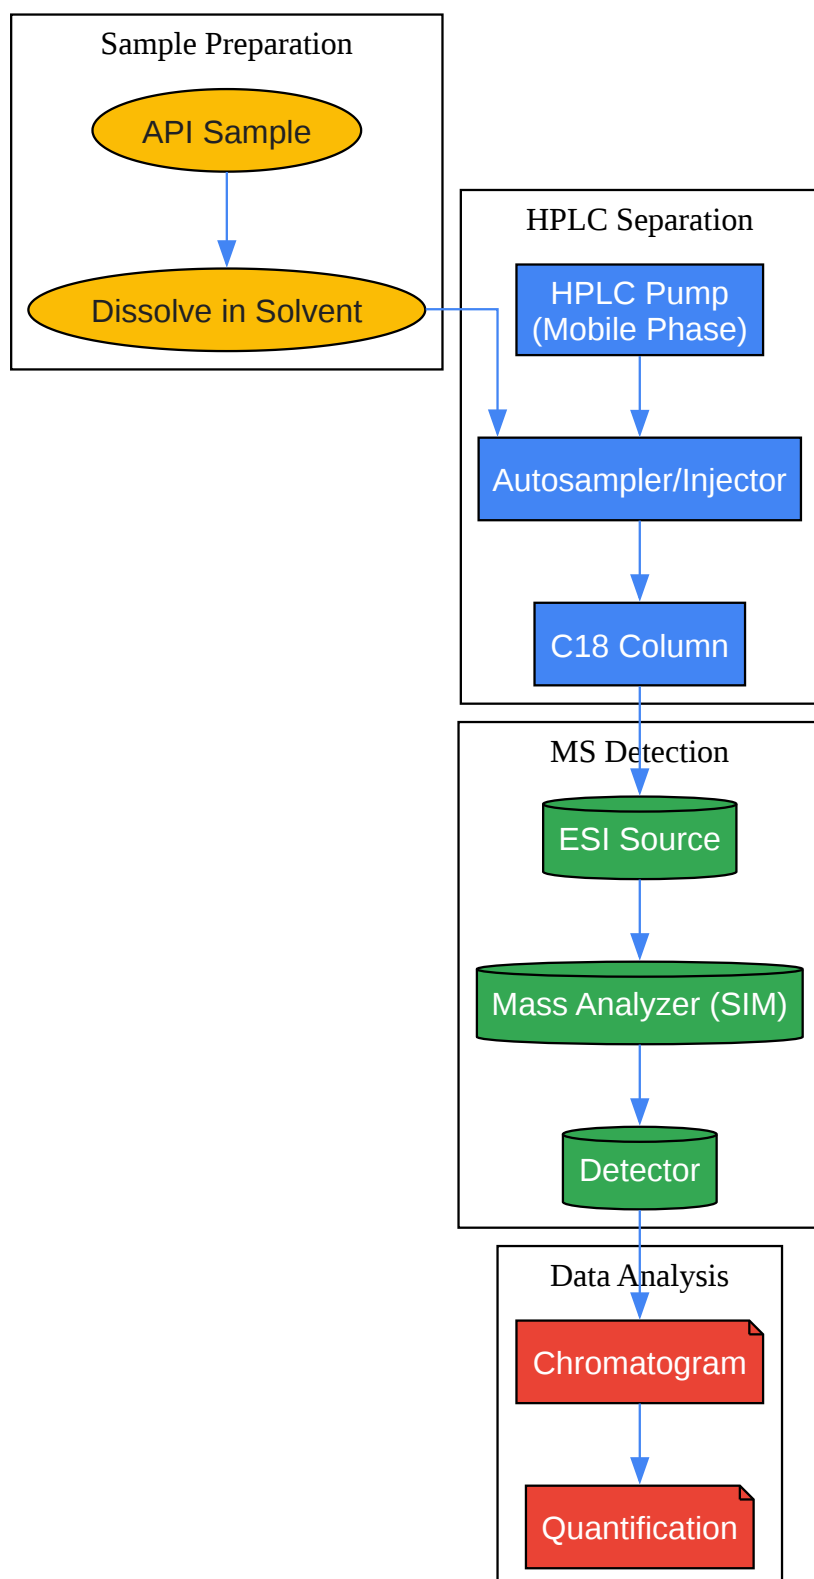 Sample Preparation
API Sample
Dissolve in Solvent
HPLC Separation
HPLC Pump
(Mobile Phase)
Autosampler/Injector
C18 Column
MS Detection
ESI Source
Mass Analyzer (SIM)
Detector
Data Analysis
Chromatogram
Quantification